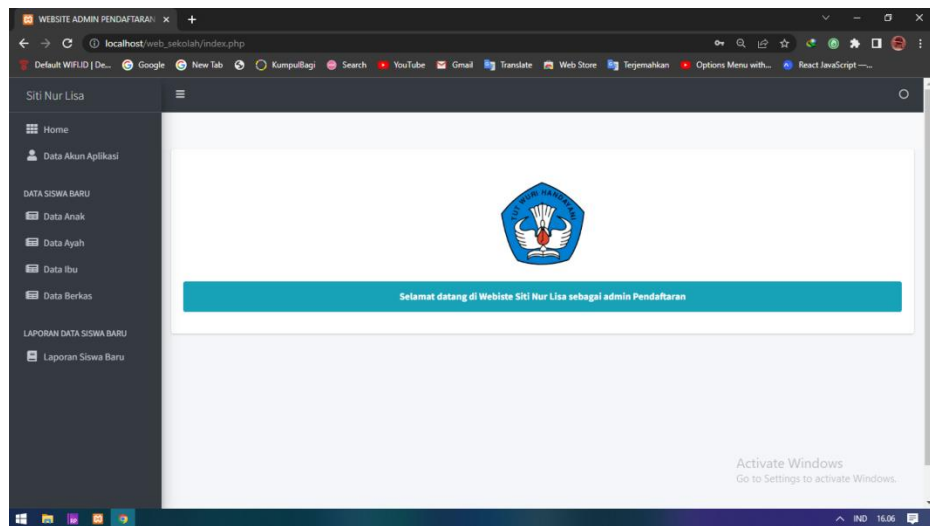 WEBSITE ADMIN PENDAFTARAN
localhost/web_sekolah/index.php
Default WIFI.ID | De... Google New Tab KumpulBagi Search YouTube Gmail Translate Web Store Terjemahkan Options Menu with... React JavaScript —...
Siti Nur Lisa
Home
Data Akun Aplikasi
DATA SISWA BARU
Data Anak
Data Ayah
Data Ibu
Data Berkas
LAPORAN DATA SISWA BARU
Laporan Siswa Baru
TUT WURI HANDAYANI
Selamat datang di Webiste Siti Nur Lisa sebagai admin Pendaftaran
Activate Windows
Go to Settings to activate Windows.
IND 16.06